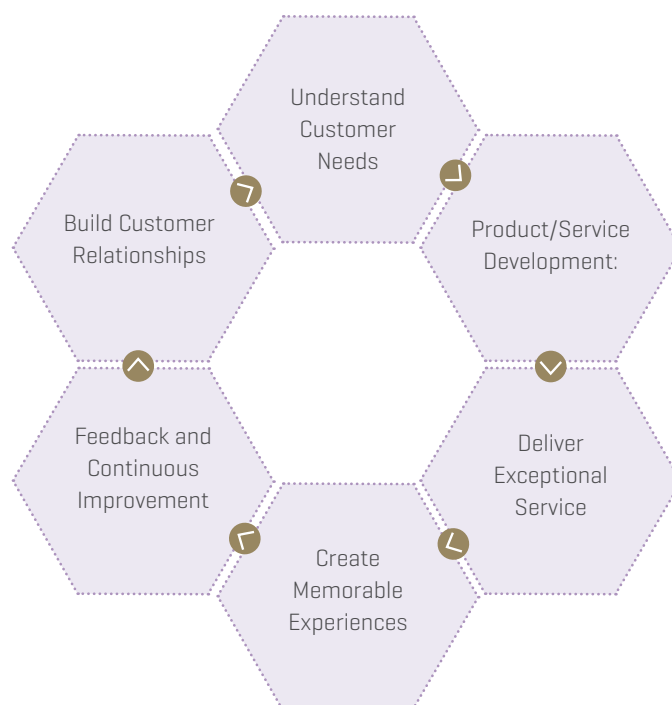 Understand
Customer
Needs
Product/Service
Development:
Deliver
Exceptional
Service
Create
Memorable
Experiences
Feedback and
Continuous
Improvement
Build Customer
Relationships